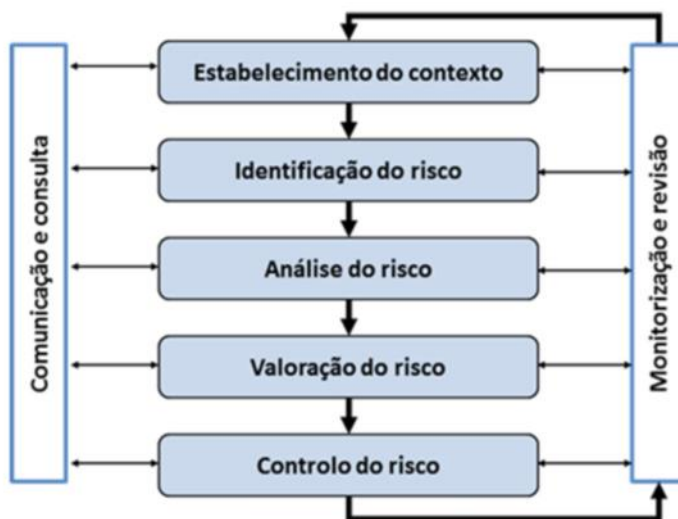 Estabelecimento do contexto
Identificação do risco
Análise do risco
Valoração do risco
Controlo do risco
Comunicação e consulta
Monitorização e revisão